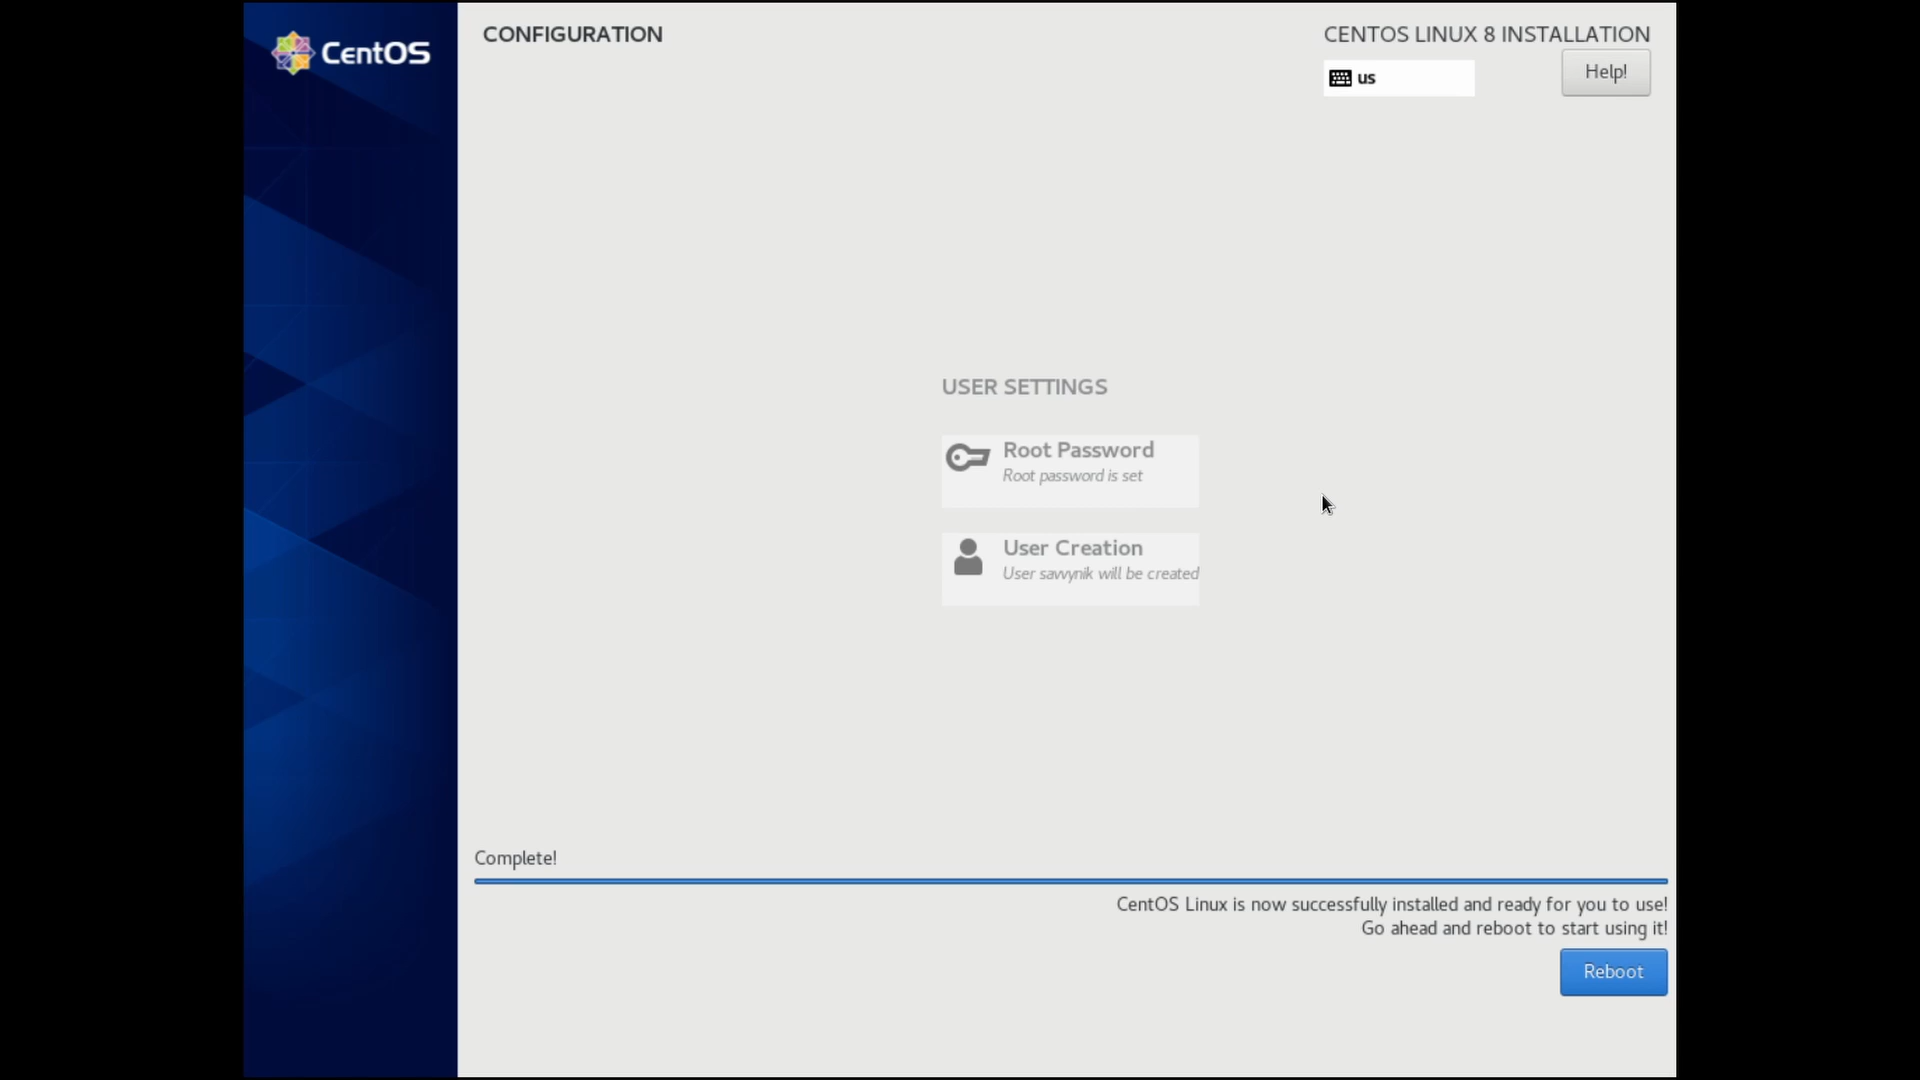 CentOS
CONFIGURATION
CENTOS LINUX 8 INSTALLATION
us
Help!
USER SETTINGS
Root Password
Root password is set
User Creation
User savvynik will be created
Complete!
CentOS Linux is now successfully installed and ready for you to use!
Go ahead and reboot to start using it!
Reboot